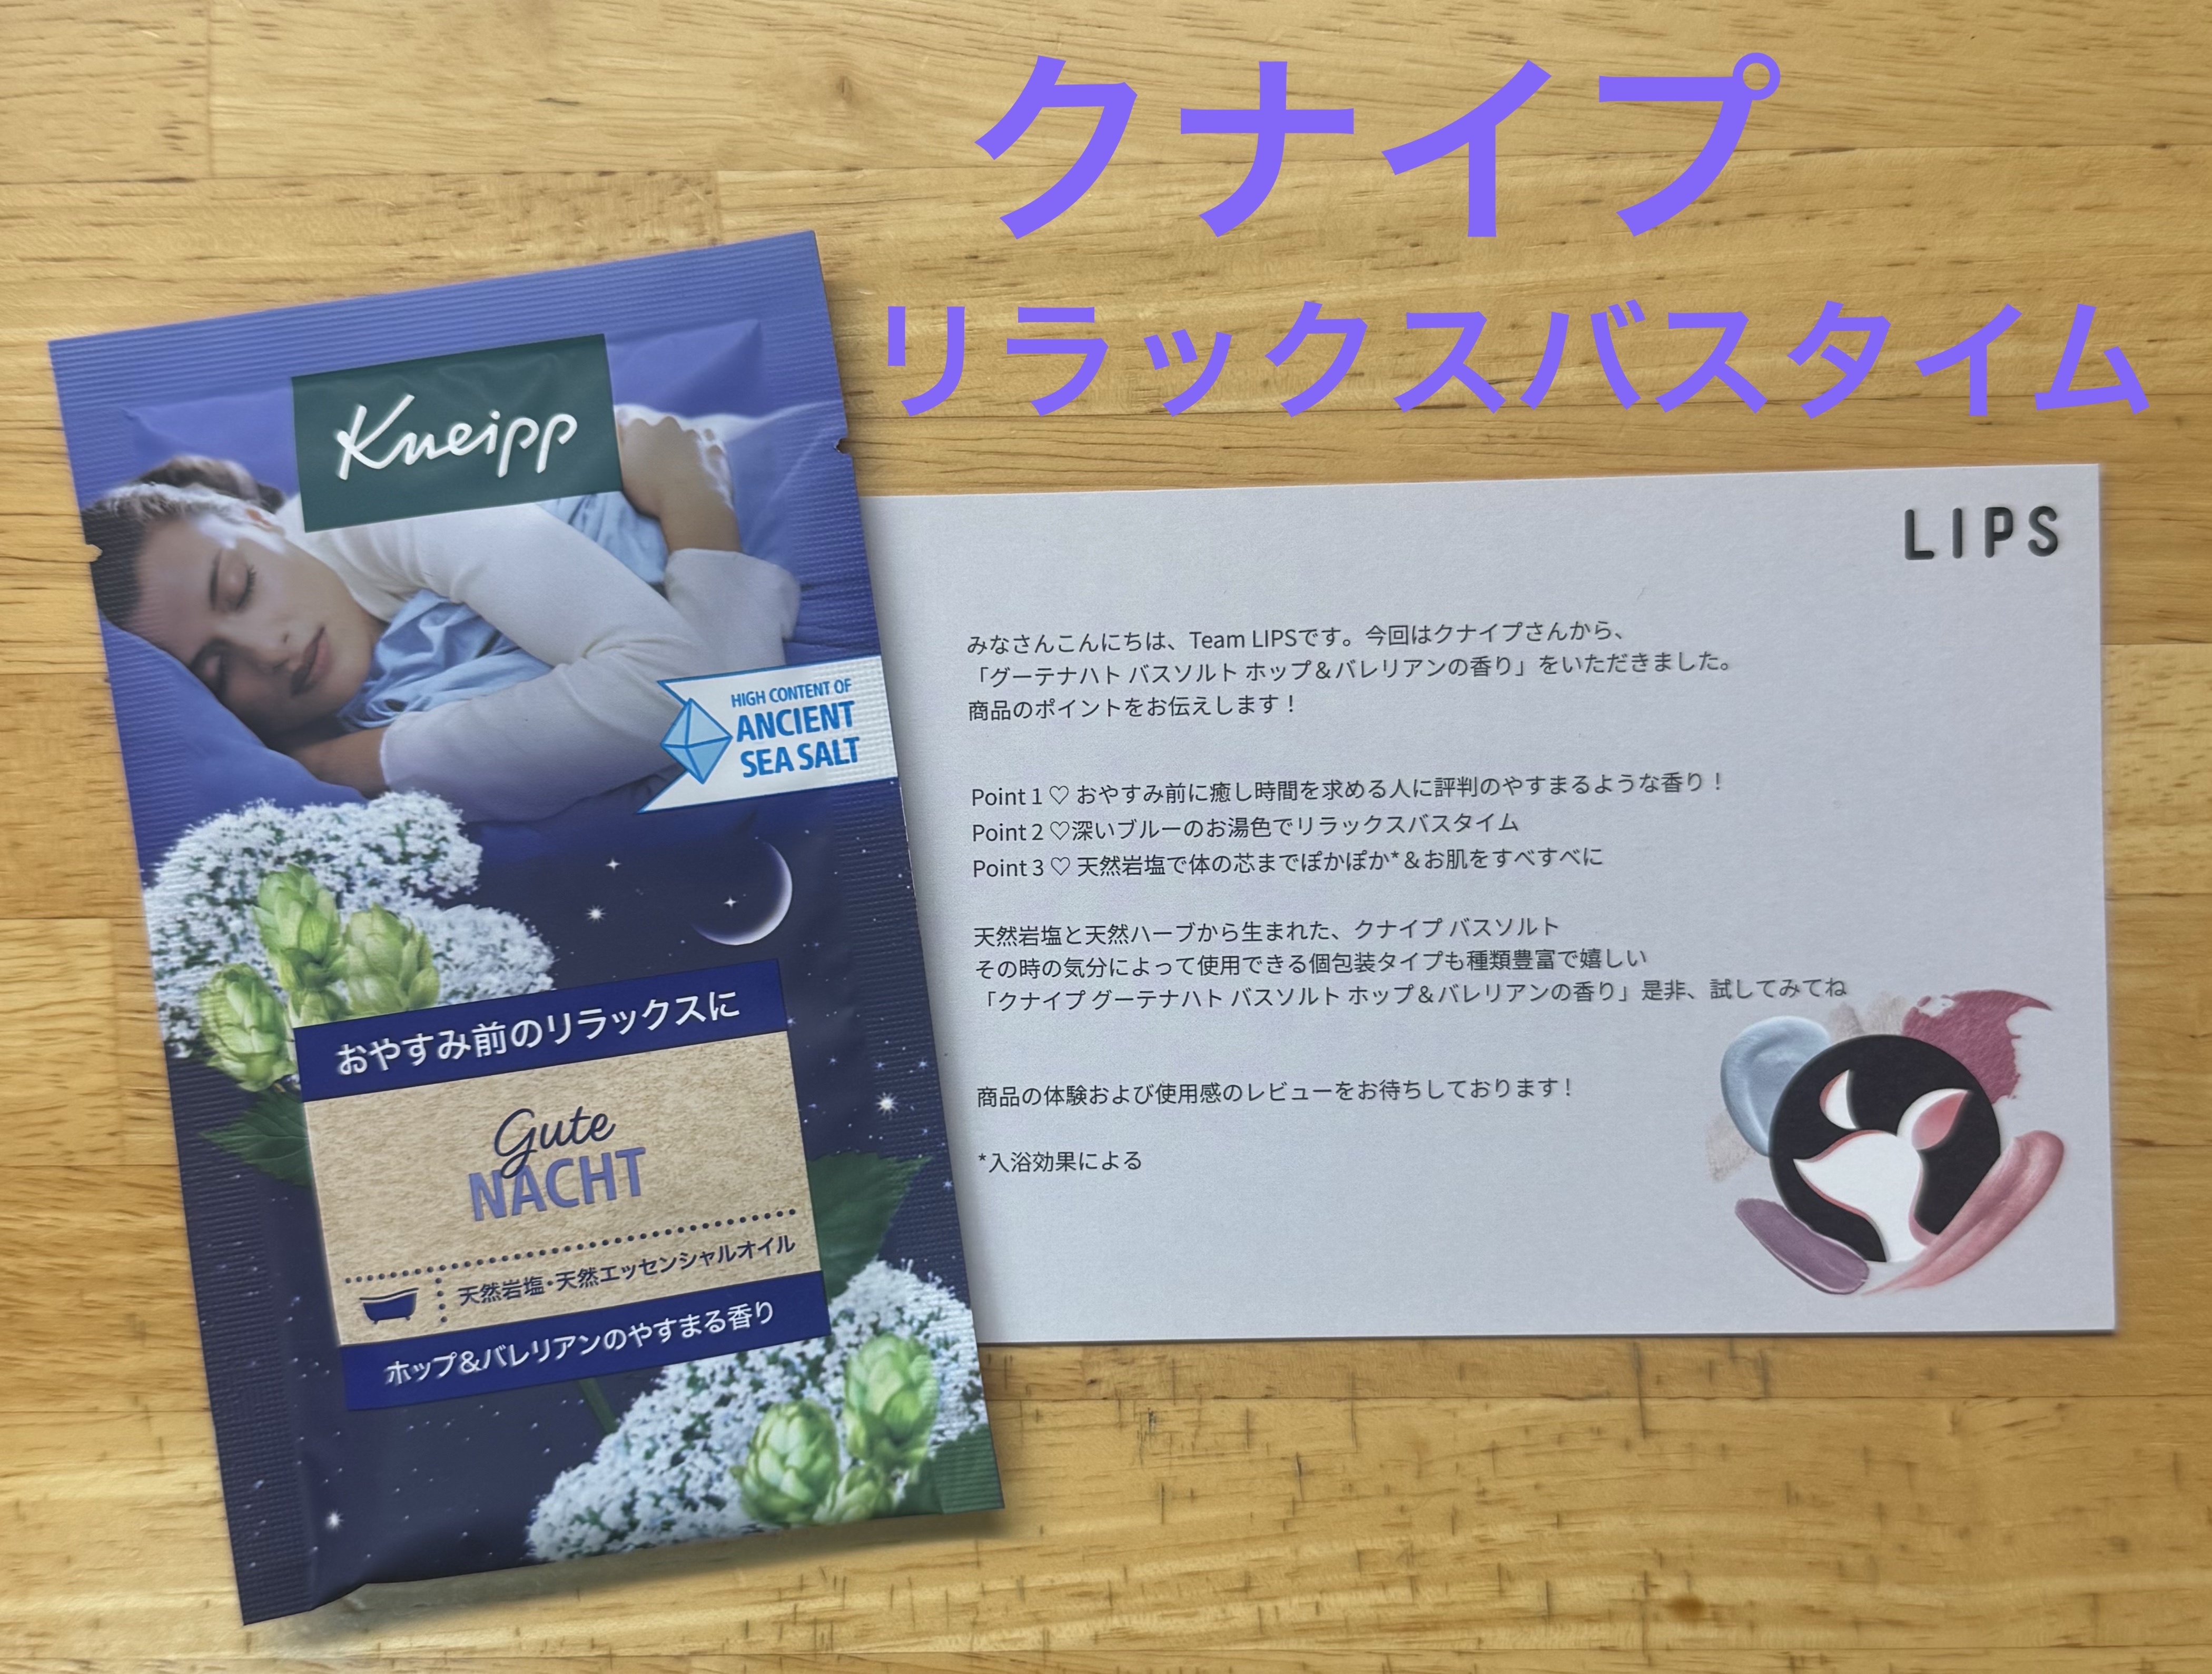 クナイプ
リラックスバスタイム
Kneipp
HIGH CONTENT OF
ANCIENT
SEA SALT
おやすみ前のリラックスに
Gute
NACHT
天然岩塩・天然エッセンシャルオイル
ホップ&バレリアンのやすまる香り
LIPS
みなさんこんにちは、Team LIPSです。今回はクナイプさんから、
「グーテナハト バスソルト ホップ＆バレリアンの香り」をいただきました。
商品のポイントをお伝えします！
Point 1 ♡ おやすみ前に癒し時間を求める人に評判のやすまるような香り！
Point 2 ♡深いブルーのお湯色でリラックスバスタイム
Point 3 ♡ 天然岩塩で体の芯までぽかぽか*＆お肌をすべすべに
天然岩塩と天然ハーブから生まれた、クナイプ バスソルト
その時の気分によって使用できる個包装タイプも種類豊富で嬉しい
「クナイプ グーテナハト バスソルト ホップ＆バレリアンの香り」是非、試してみてね
商品の体験および使用感のレビューをお待ちしております！
*入浴効果による